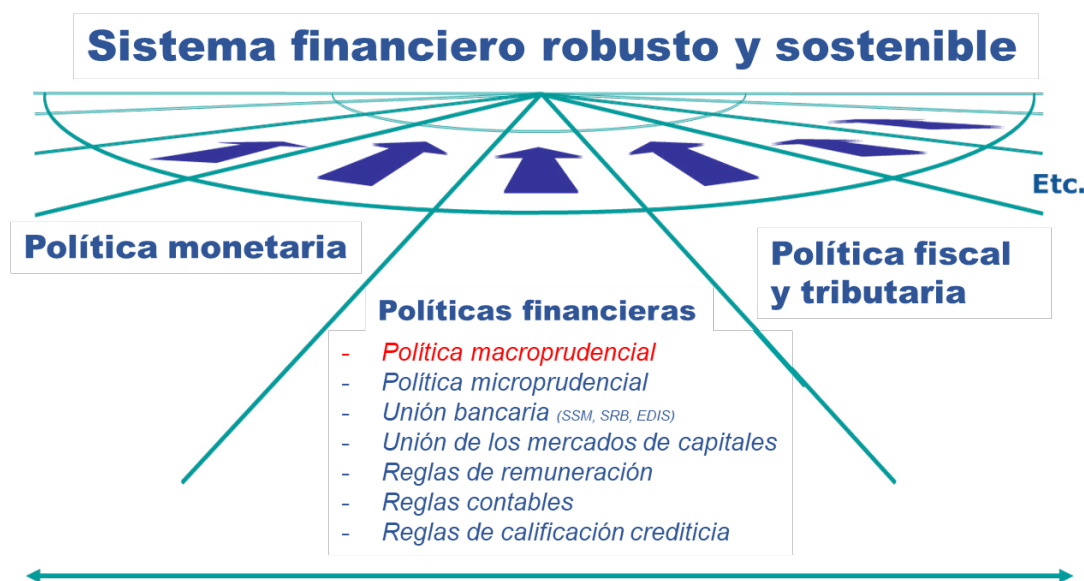 Sistema financiero robusto y sostenible
Etc.
Política monetaria
Política fiscal
y tributaria
Políticas financieras
- Política macroprudencial
- Política microprudencial
- Unión bancaria (SSM, SRB, EDIS)
- Unión de los mercados de capitales
- Reglas de remuneración
- Reglas contables
- Reglas de calificación crediticia